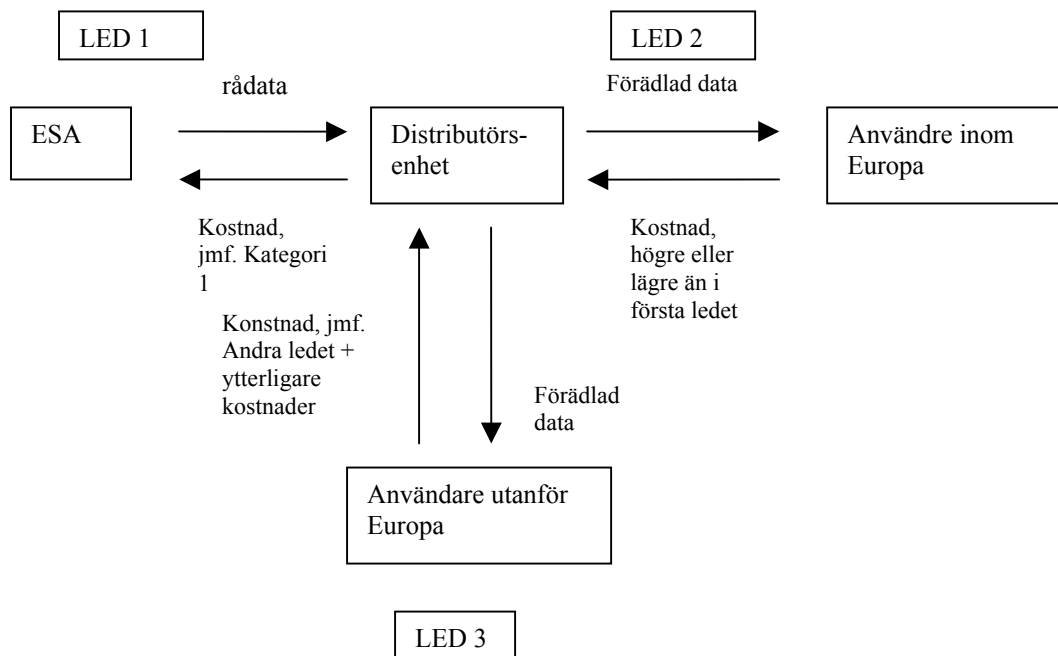 LED 1
LED 2
rådata
Förädlad data
ESA
Distributörs-
enhet
Användre inom
Europa
Kostnad,
jmf. Kategori
1
Kostnad,
högre eller
lägre än i
första ledet
Konstnad, jmf.
Andra ledet +
ytterligare
kostnader
Förädlad
data
Användare utanför
Europa
LED 3